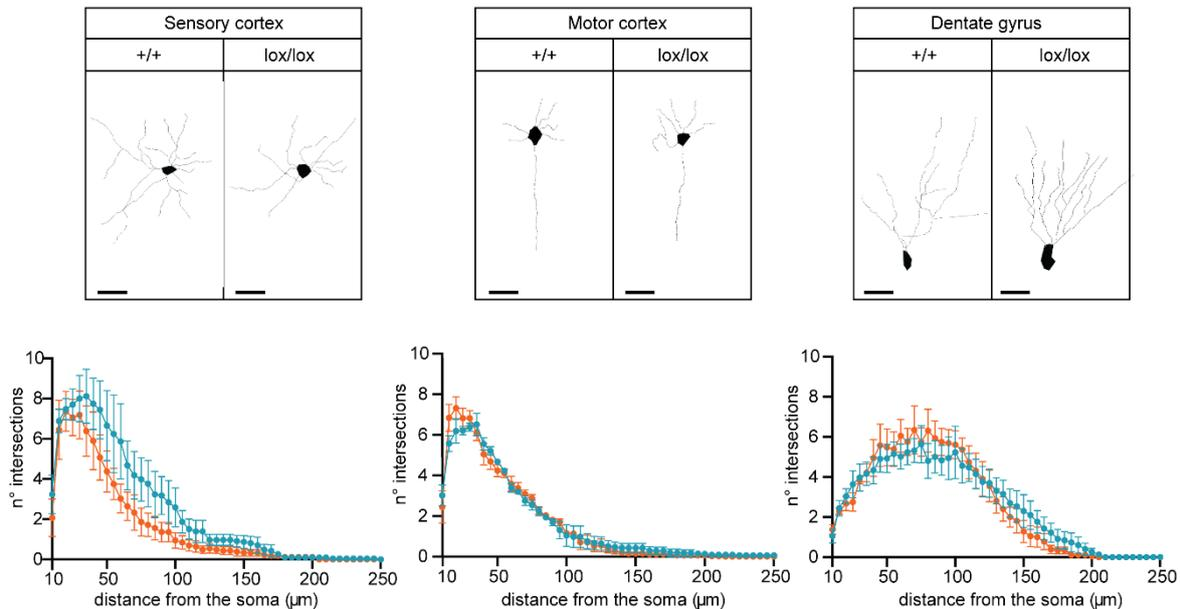 Sensory cortex
+/+ lox/lox
Motor cortex
+/+ lox/lox
Dentate gyrus
+/+ lox/lox
10
8
6
4
2
0
n° intersections
10 50 100 150 200 250
distance from the soma (µm)
10
8
6
4
2
0
n° intersections
10 50 100 150 200 250
distance from the soma (µm)
10
8
6
4
2
0
n° intersections
10 50 100 150 200 250
distance from the soma (µm)